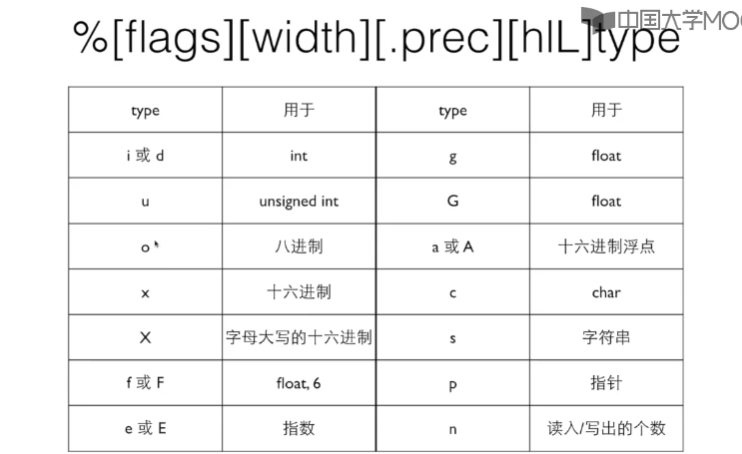 中国大学MOO
%[flags][width][.prec][hlL]type
type 用于 type 用于
i 或 d int g float
u unsigned int G float
o 八进制 a 或 A 十六进制浮点
x 十六进制 c char
X 字母大写的十六进制 s 字符串
f 或 F float, 6 p 指针
e 或 E 指数 n 读入/写出的个数